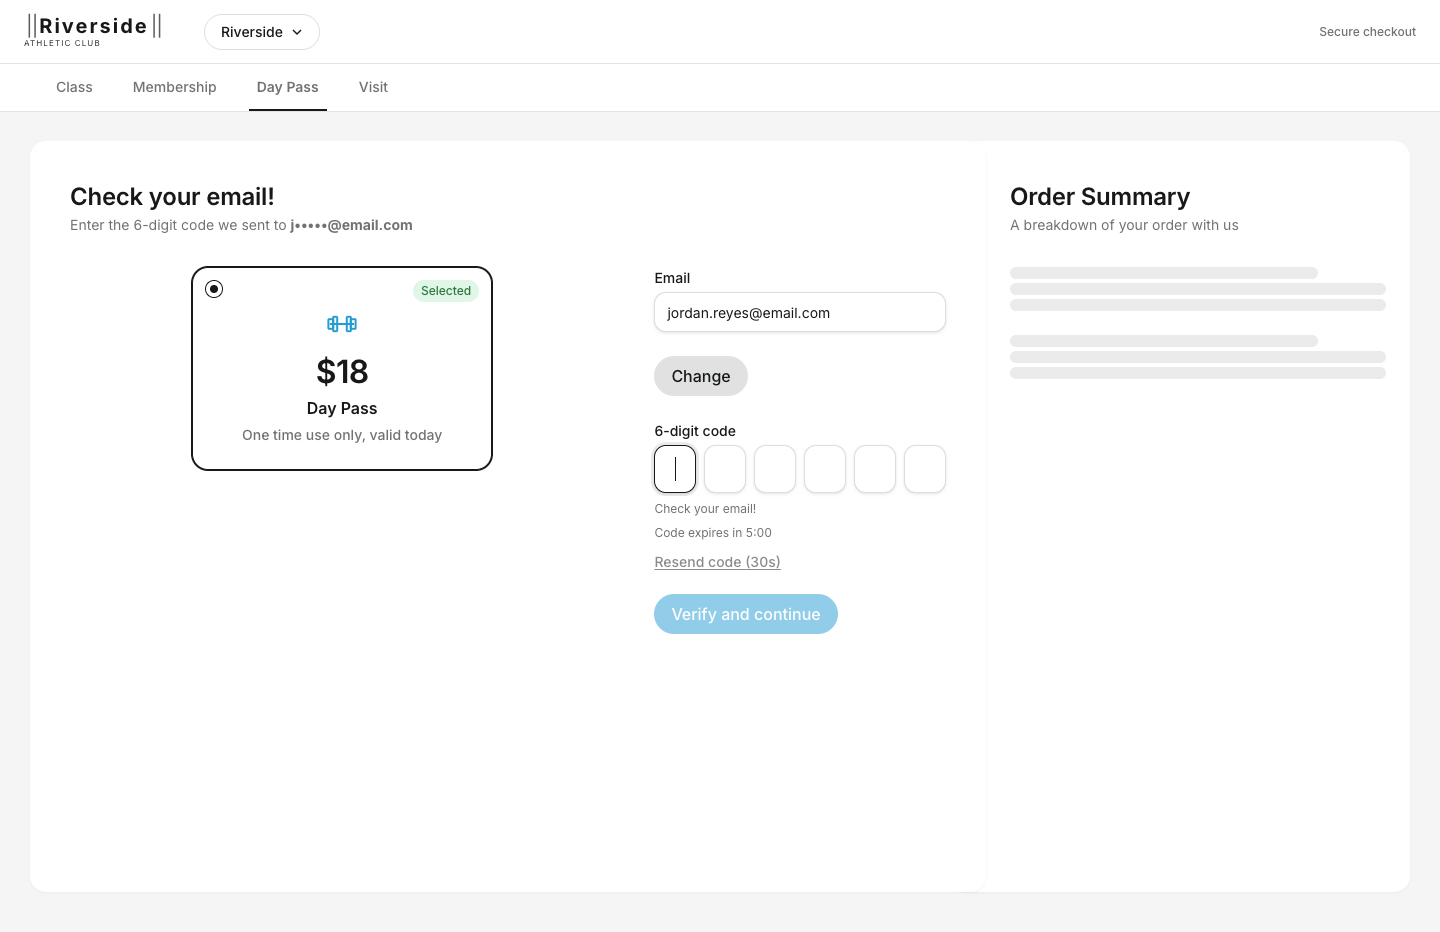 Riverside
ATHLETIC CLUB
Riverside
Secure checkout
Class
Membership
Day Pass
Visit
Check your email!
Enter the 6-digit code we sent to j•••••@email.com
Selected
$18
Day Pass
One time use only, valid today
Email
jordan.reyes@email.com
Change
6-digit code
Check your email!
Code expires in 5:00
Resend code (30s)
Verify and continue
Order Summary
A breakdown of your order with us